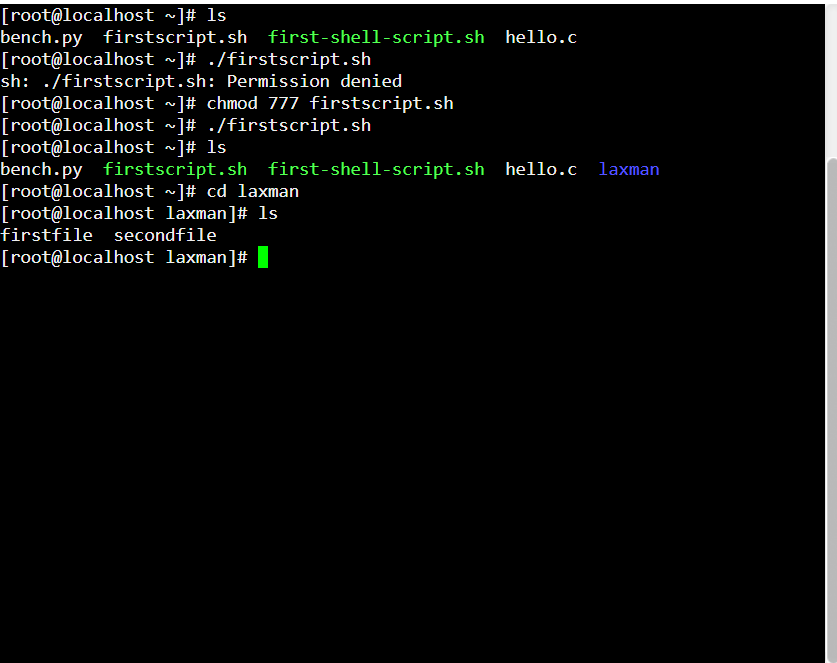 [root@localhost ~]# ls
bench.py  firstscript.sh  first-shell-script.sh  hello.c
[root@localhost ~]# ./firstscript.sh
sh: ./firstscript.sh: Permission denied
[root@localhost ~]# chmod 777 firstscript.sh
[root@localhost ~]# ./firstscript.sh
[root@localhost ~]# ls
bench.py  firstscript.sh  first-shell-script.sh  hello.c  laxman
[root@localhost ~]# cd laxman
[root@localhost laxman]# ls
firstfile  secondfile
[root@localhost laxman]#